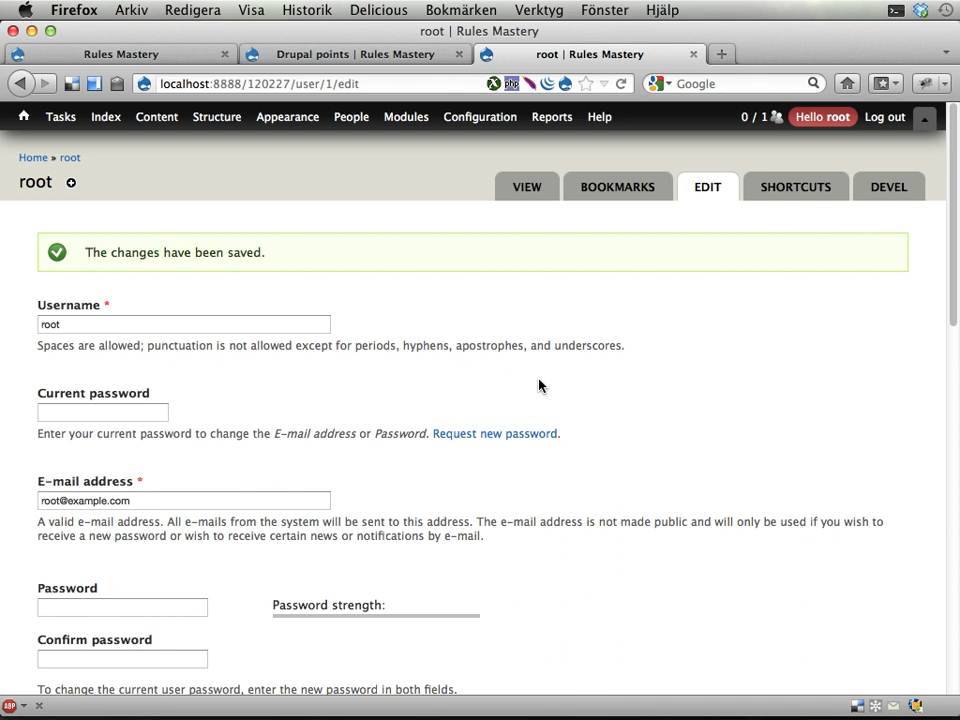 Firefox Arkiv Redigera Visa Historik Delicious Bokmärken Verktyg Fönster Hjälp
root | Rules Mastery
Rules Mastery Drupal points | Rules Mastery root | Rules Mastery
localhost:8888/120227/user/1/edit php Google
Tasks Index Content Structure Appearance People Modules Configuration Reports Help 0 / 1 Hello root Log out
Home » root
root VIEW BOOKMARKS EDIT SHORTCUTS DEVEL
The changes have been saved.
Username *
root
Spaces are allowed; punctuation is not allowed except for periods, hyphens, apostrophes, and underscores.
Current password
Enter your current password to change the E-mail address or Password. Request new password.
E-mail address *
root@example.com
A valid e-mail address. All e-mails from the system will be sent to this address. The e-mail address is not made public and will only be used if you wish to
receive a new password or wish to receive certain news or notifications by e-mail.
Password
Password strength:
Confirm password
To change the current user password, enter the new password in both fields.
ABP